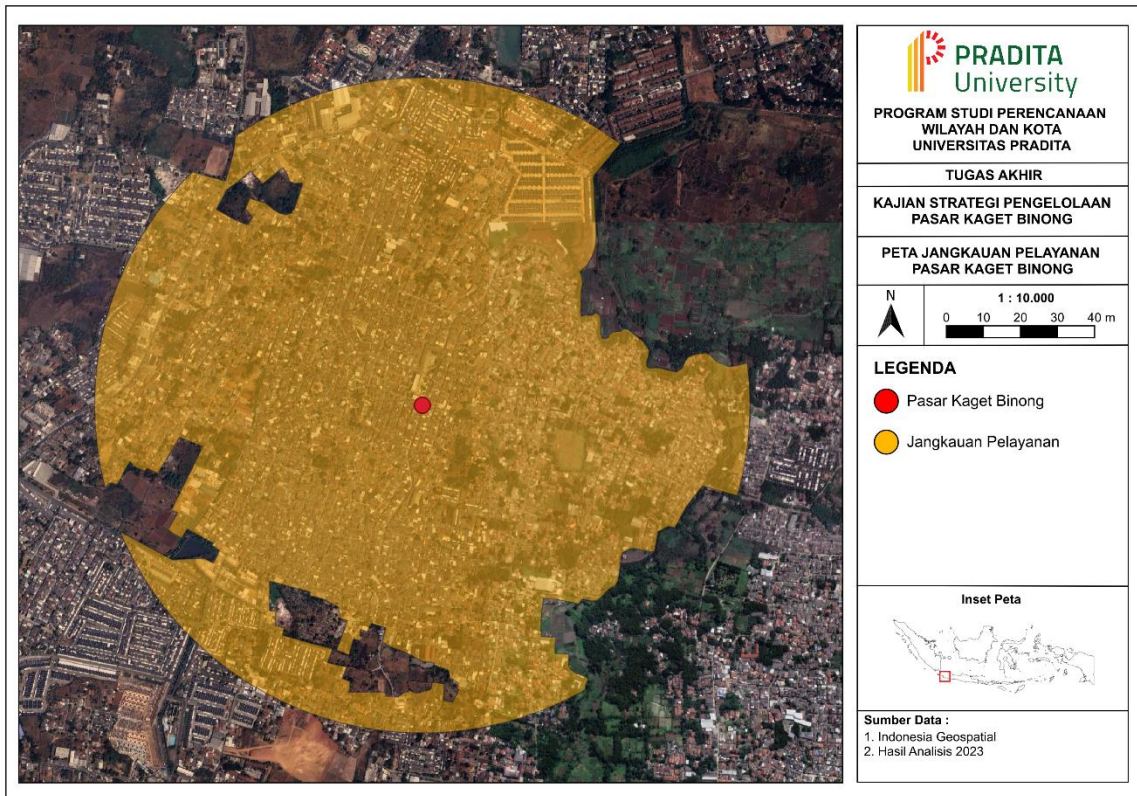 PRADITA
University
PROGRAM STUDI PERENCANAAN
WILAYAH DAN KOTA
UNIVERSITAS PRADITA
TUGAS AKHIR
KAJIAN STRATEGI PENGELOLAAN
PASAR KAGET BINONG
PETA JANGKAUAN PELAYANAN
PASAR KAGET BINONG
N
1 : 10.000
0 10 20 30 40 m
LEGENDA
Pasar Kaget Binong
Jangkauan Pelayanan
Inset Peta
Sumber Data :
1. Indonesia Geospatial
2. Hasil Analisis 2023